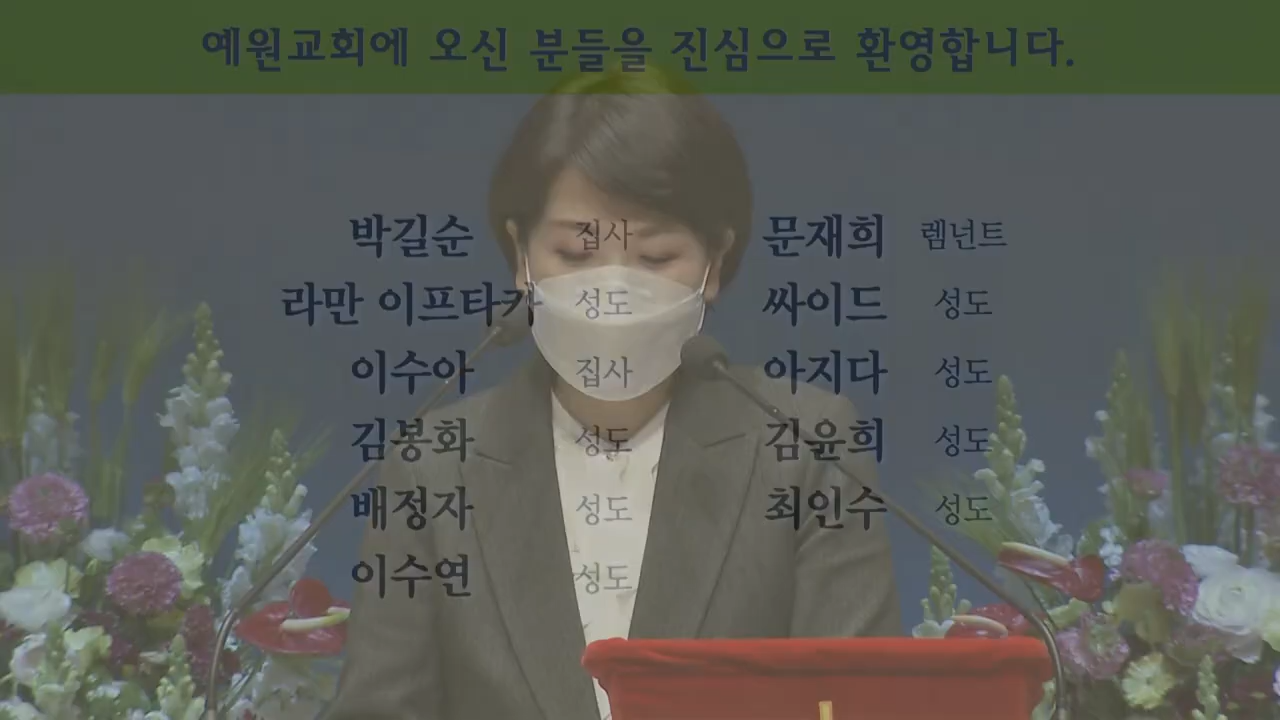 예원교회에 오신 분들을 진심으로 환영합니다.
박길순 집사 문재희 렘넌트
라만 이프타카 성도 싸이드 성도
이수아 집사 아지다 성도
김봉화 성도 김윤희 성도
배정자 성도 최인수 성도
이수연 성도